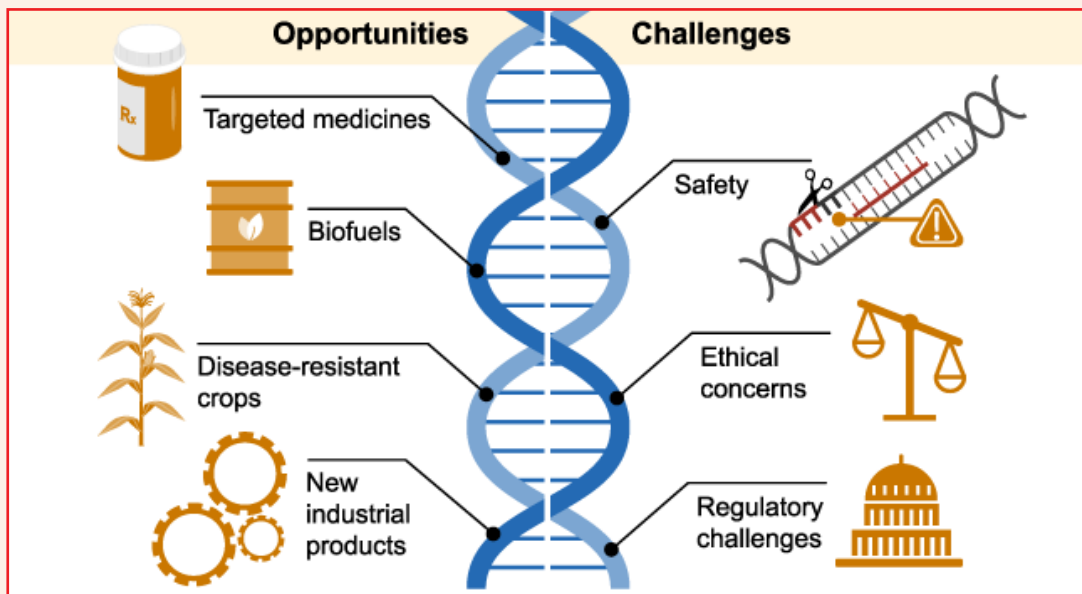 Opportunities
Challenges
Rx
Targeted medicines
Biofuels
Disease-resistant
crops
New
industrial
products
Safety
Ethical
concerns
Regulatory
challenges